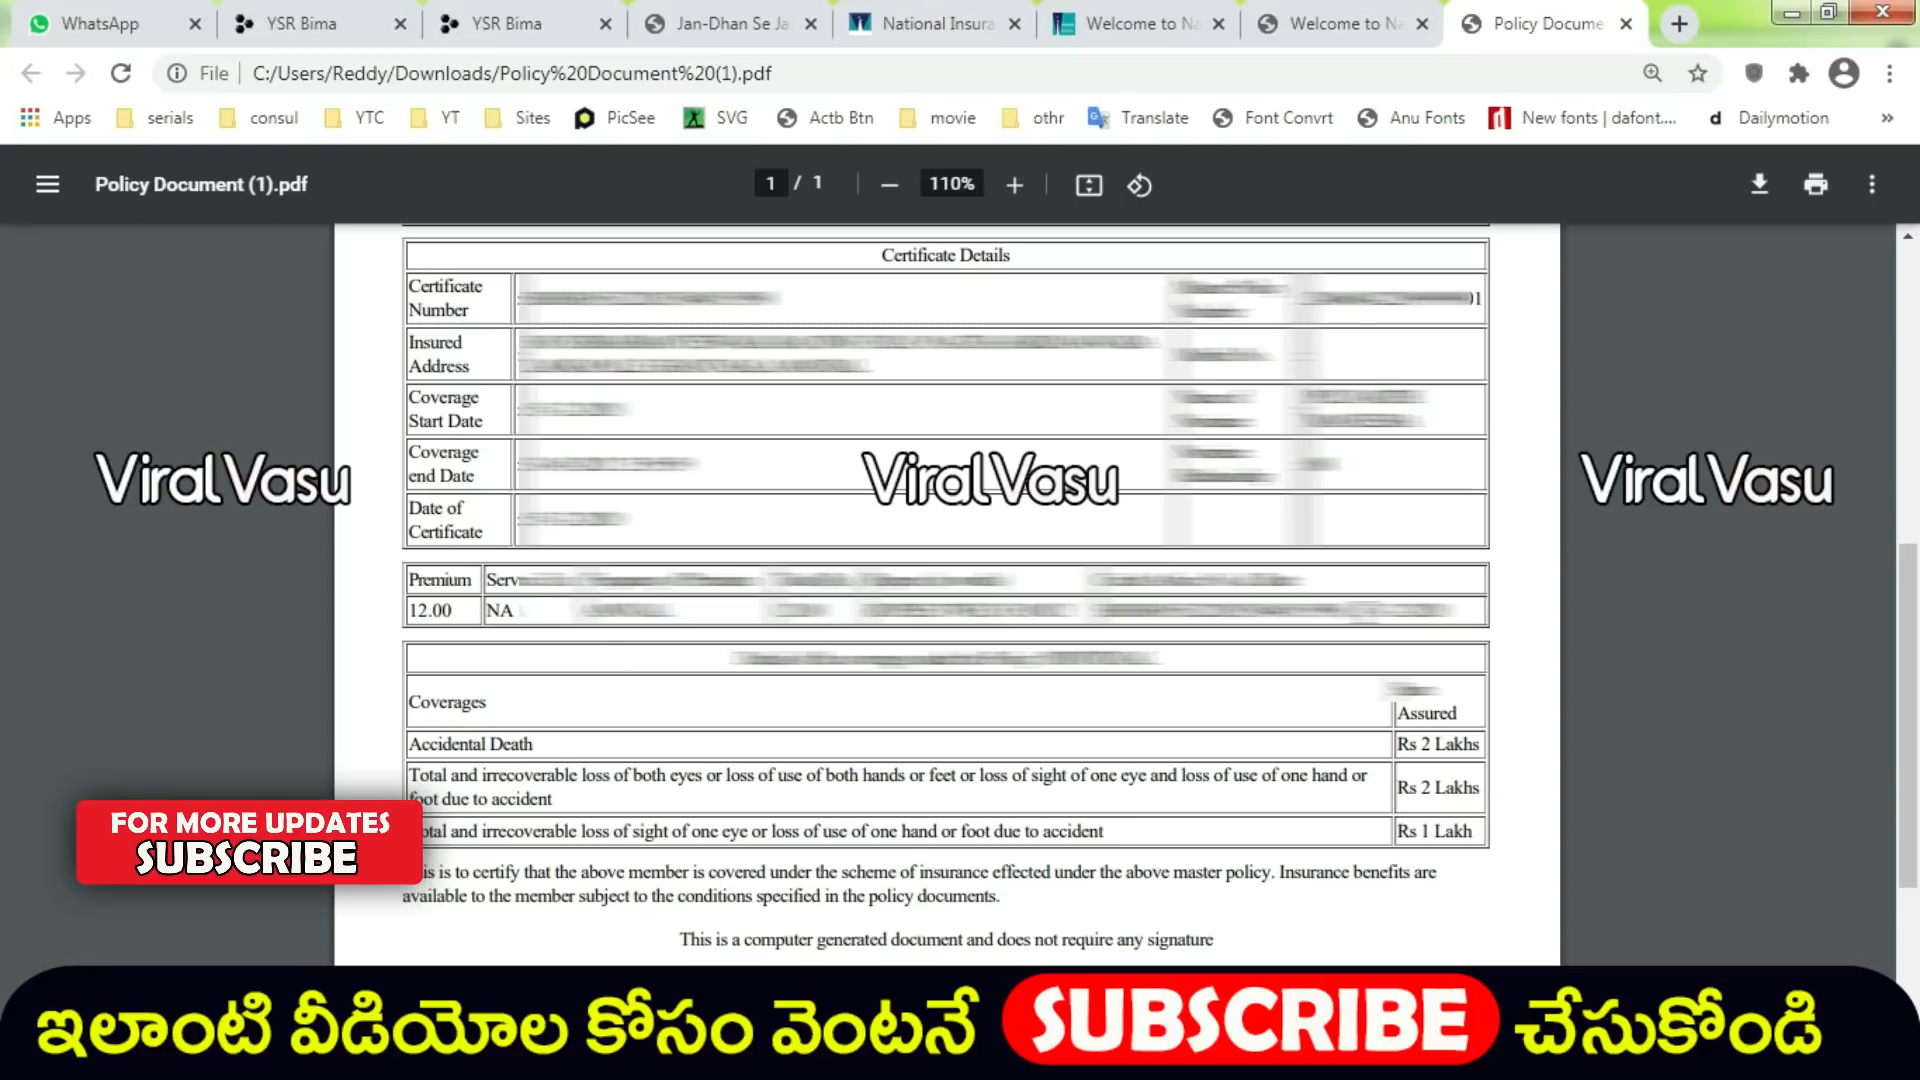 WhatsApp
YSR Bima
YSR Bima
Jan-Dhan Se Ja
National Insura
Welcome to Na
Welcome to Na
Policy Docume
File
C:/Users/Reddy/Downloads/Policy%20Document%20(1).pdf
Apps
serials
consul
YTC
YT
Sites
PicSee
SVG
Actb Btn
movie
othr
Translate
Font Convrt
Anu Fonts
New fonts | dafont....
Dailymotion
»
Policy Document (1).pdf
1 / 1
110%
Certificate Details
Certificate
Number
01
Insured
Address
Coverage
Start Date
Coverage
end Date
Date of
Certificate
Viral Vasu
Viral Vasu
Viral Vasu
Premium
Serv
12.00
NA
Coverages
Assured
Accidental Death
Rs 2 Lakhs
Total and irrecoverable loss of both eyes or loss of use of both hands or feet or loss of sight of one eye and loss of use of one hand or
foot due to accident
Rs 2 Lakhs
otal and irrecoverable loss of sight of one eye or loss of use of one hand or foot due to accident
Rs 1 Lakh
FOR MORE UPDATES
SUBSCRIBE
is is to certify that the above member is covered under the scheme of insurance effected under the above master policy. Insurance benefits are
available to the member subject to the conditions specified in the policy documents.
This is a computer generated document and does not require any signature
ఇలాంటి వీడియోల కోసం వెంటనే SUBSCRIBE చేసుకోండి